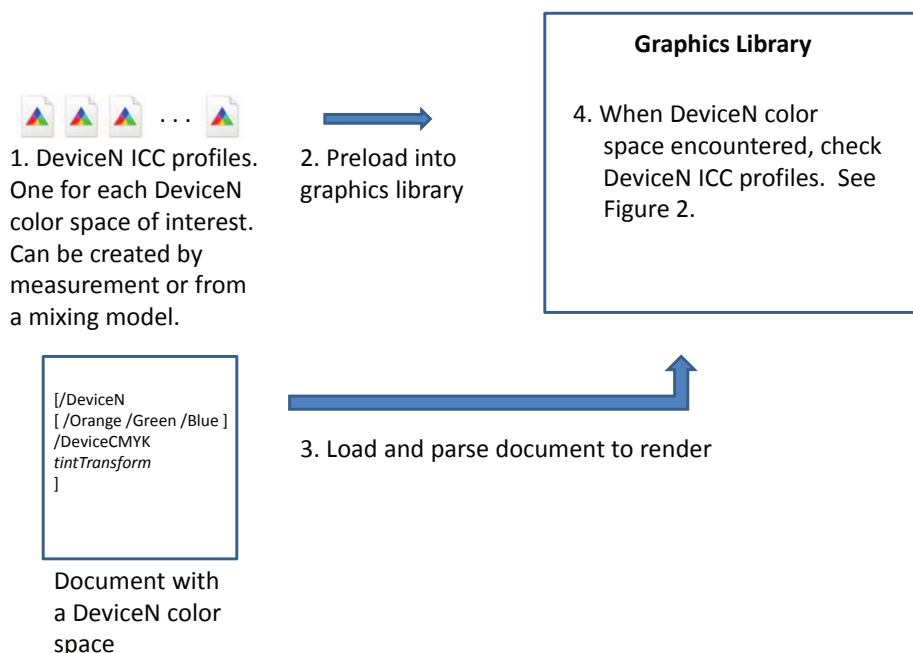 Graphics Library
. . .
1. DeviceN ICC profiles.
One for each DeviceN
color space of interest.
Can be created by
measurement or from
a mixing model.
2. Preload into
graphics library
4. When DeviceN color
space encountered, check
DeviceN ICC profiles. See
Figure 2.
[/DeviceN
[ /Orange /Green /Blue ]
/DeviceCMYK
tintTransform
]
3. Load and parse document to render
Document with
a DeviceN color
space